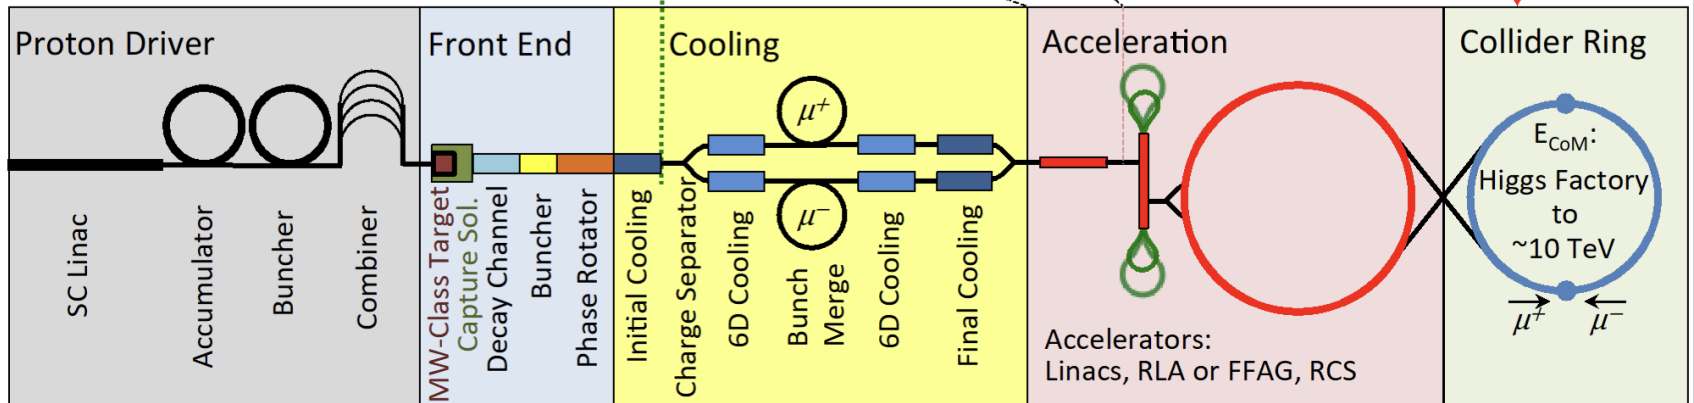 Proton Driver
SC Linac
Accumulator
Buncher
Combiner
Front End
MW-Class Target
Capture Sol.
Decay Channel
Buncher
Phase Rotator
Cooling
Initial Cooling
Charge Separator
6D Cooling
μ+
μ−
Bunch
Merge
6D Cooling
Final Cooling
Acceleration
Accelerators:
Linacs, RLA or FFAG, RCS
Collider Ring
E_CoM:
Higgs Factory
to
~10 TeV
μ+ μ−